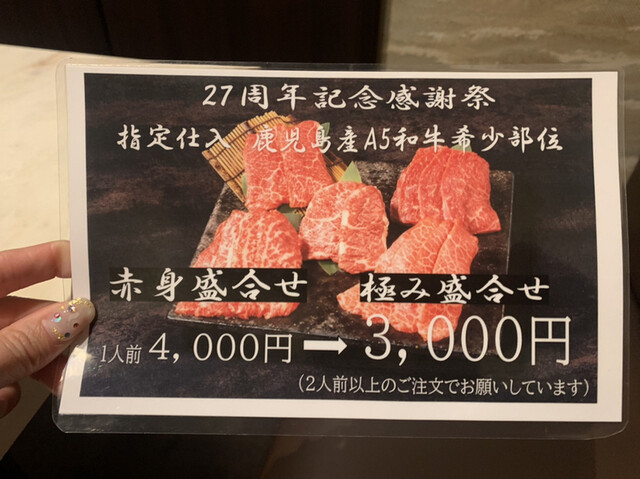 27周年記念感謝祭
指定仕入 鹿児島産A5和牛希少部位
赤身盛合せ 極み盛合せ
1人前 4,000円 ➡ 3,000円
(2人前以上のご注文でお願いしています)